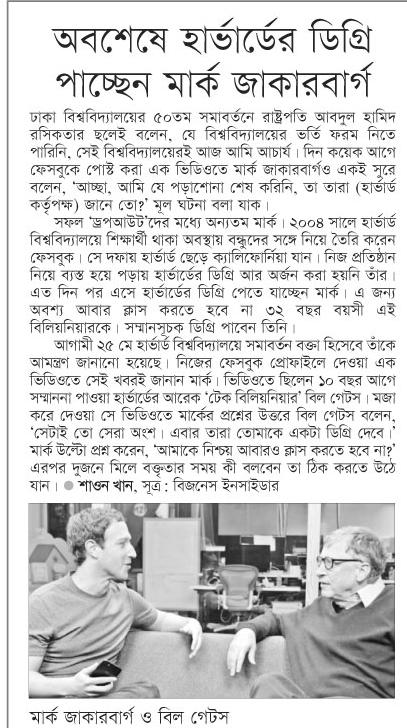 অবশেষে হার্ভার্ডের ডিগ্রি
পাচ্ছেন মার্ক জাকারবার্গ
ঢাকা বিশ্ববিদ্যালয়ের ৫০তম সমাবর্তনে রাষ্ট্রপতি আবদুল হামিদ
রসিকতার ছলেই বলেন, যে বিশ্ববিদ্যালয়ের ভর্তি ফরম নিতে
পারিনি, সেই বিশ্ববিদ্যালয়েরই আজ আমি আচার্য। দিন কয়েক আগে
ফেসবুকে পোস্ট করা এক ভিডিওতে মার্ক জাকারবার্গও একই সুরে
বলেন, ‘আচ্ছা, আমি যে পড়াশোনা শেষ করিনি, তা তারা (হার্ভার্ড
কর্তৃপক্ষ) জানে তো?’ মূল ঘটনা বলা যাক।
সফল ‘ড্রপআউট’দের মধ্যে অন্যতম মার্ক। ২০০৪ সালে হার্ভার্ড
বিশ্ববিদ্যালয়ে শিক্ষার্থী থাকা অবস্থায় বন্ধুদের সঙ্গে নিয়ে তৈরি করেন
ফেসবুক। সে দফায় হার্ভার্ড ছেড়ে ক্যালিফোর্নিয়া যান। নিজ প্রতিষ্ঠান
নিয়ে ব্যস্ত হয়ে পড়ায় হার্ভার্ডের ডিগ্রি আর অর্জন করা হয়নি তাঁর।
এত দিন পর এসে হার্ভার্ডের ডিগ্রি পেতে যাচ্ছেন মার্ক। এ জন্য
অবশ্য আবার ক্লাস করতে হবে না ৩২ বছর বয়সী এই
বিলিয়নিয়ারকে। সম্মানসূচক ডিগ্রি পাবেন তিনি।
আগামী ২৫ মে হার্ভার্ড বিশ্ববিদ্যালয়ে সমাবর্তন বক্তা হিসেবে তাঁকে
আমন্ত্রণ জানানো হয়েছে। নিজের ফেসবুক প্রোফাইলে দেওয়া এক
ভিডিওতে সেই খবরই জানান মার্ক। ভিডিওতে ছিলেন ১০ বছর আগে
সম্মাননা পাওয়া হার্ভার্ডের আরেক ‘টেক বিলিয়নিয়ার’ বিল গেটস। মজা
করে দেওয়া সে ভিডিওতে মার্কের প্রশ্নের উত্তরে বিল গেটস বলেন,
‘সেটাই তো সেরা অংশ। এবার তারা তোমাকে একটা ডিগ্রি দেবে।’
মার্ক উল্টো প্রশ্ন করেন, ‘আমাকে নিশ্চয় আবারও ক্লাস করতে হবে না?’
এরপর দুজনে মিলে বক্তৃতার সময় কী বলবেন তা ঠিক করতে উঠে
যান। ● শাওন খান, সূত্র : বিজনেস ইনসাইডার
মার্ক জাকারবার্গ ও বিল গেটস